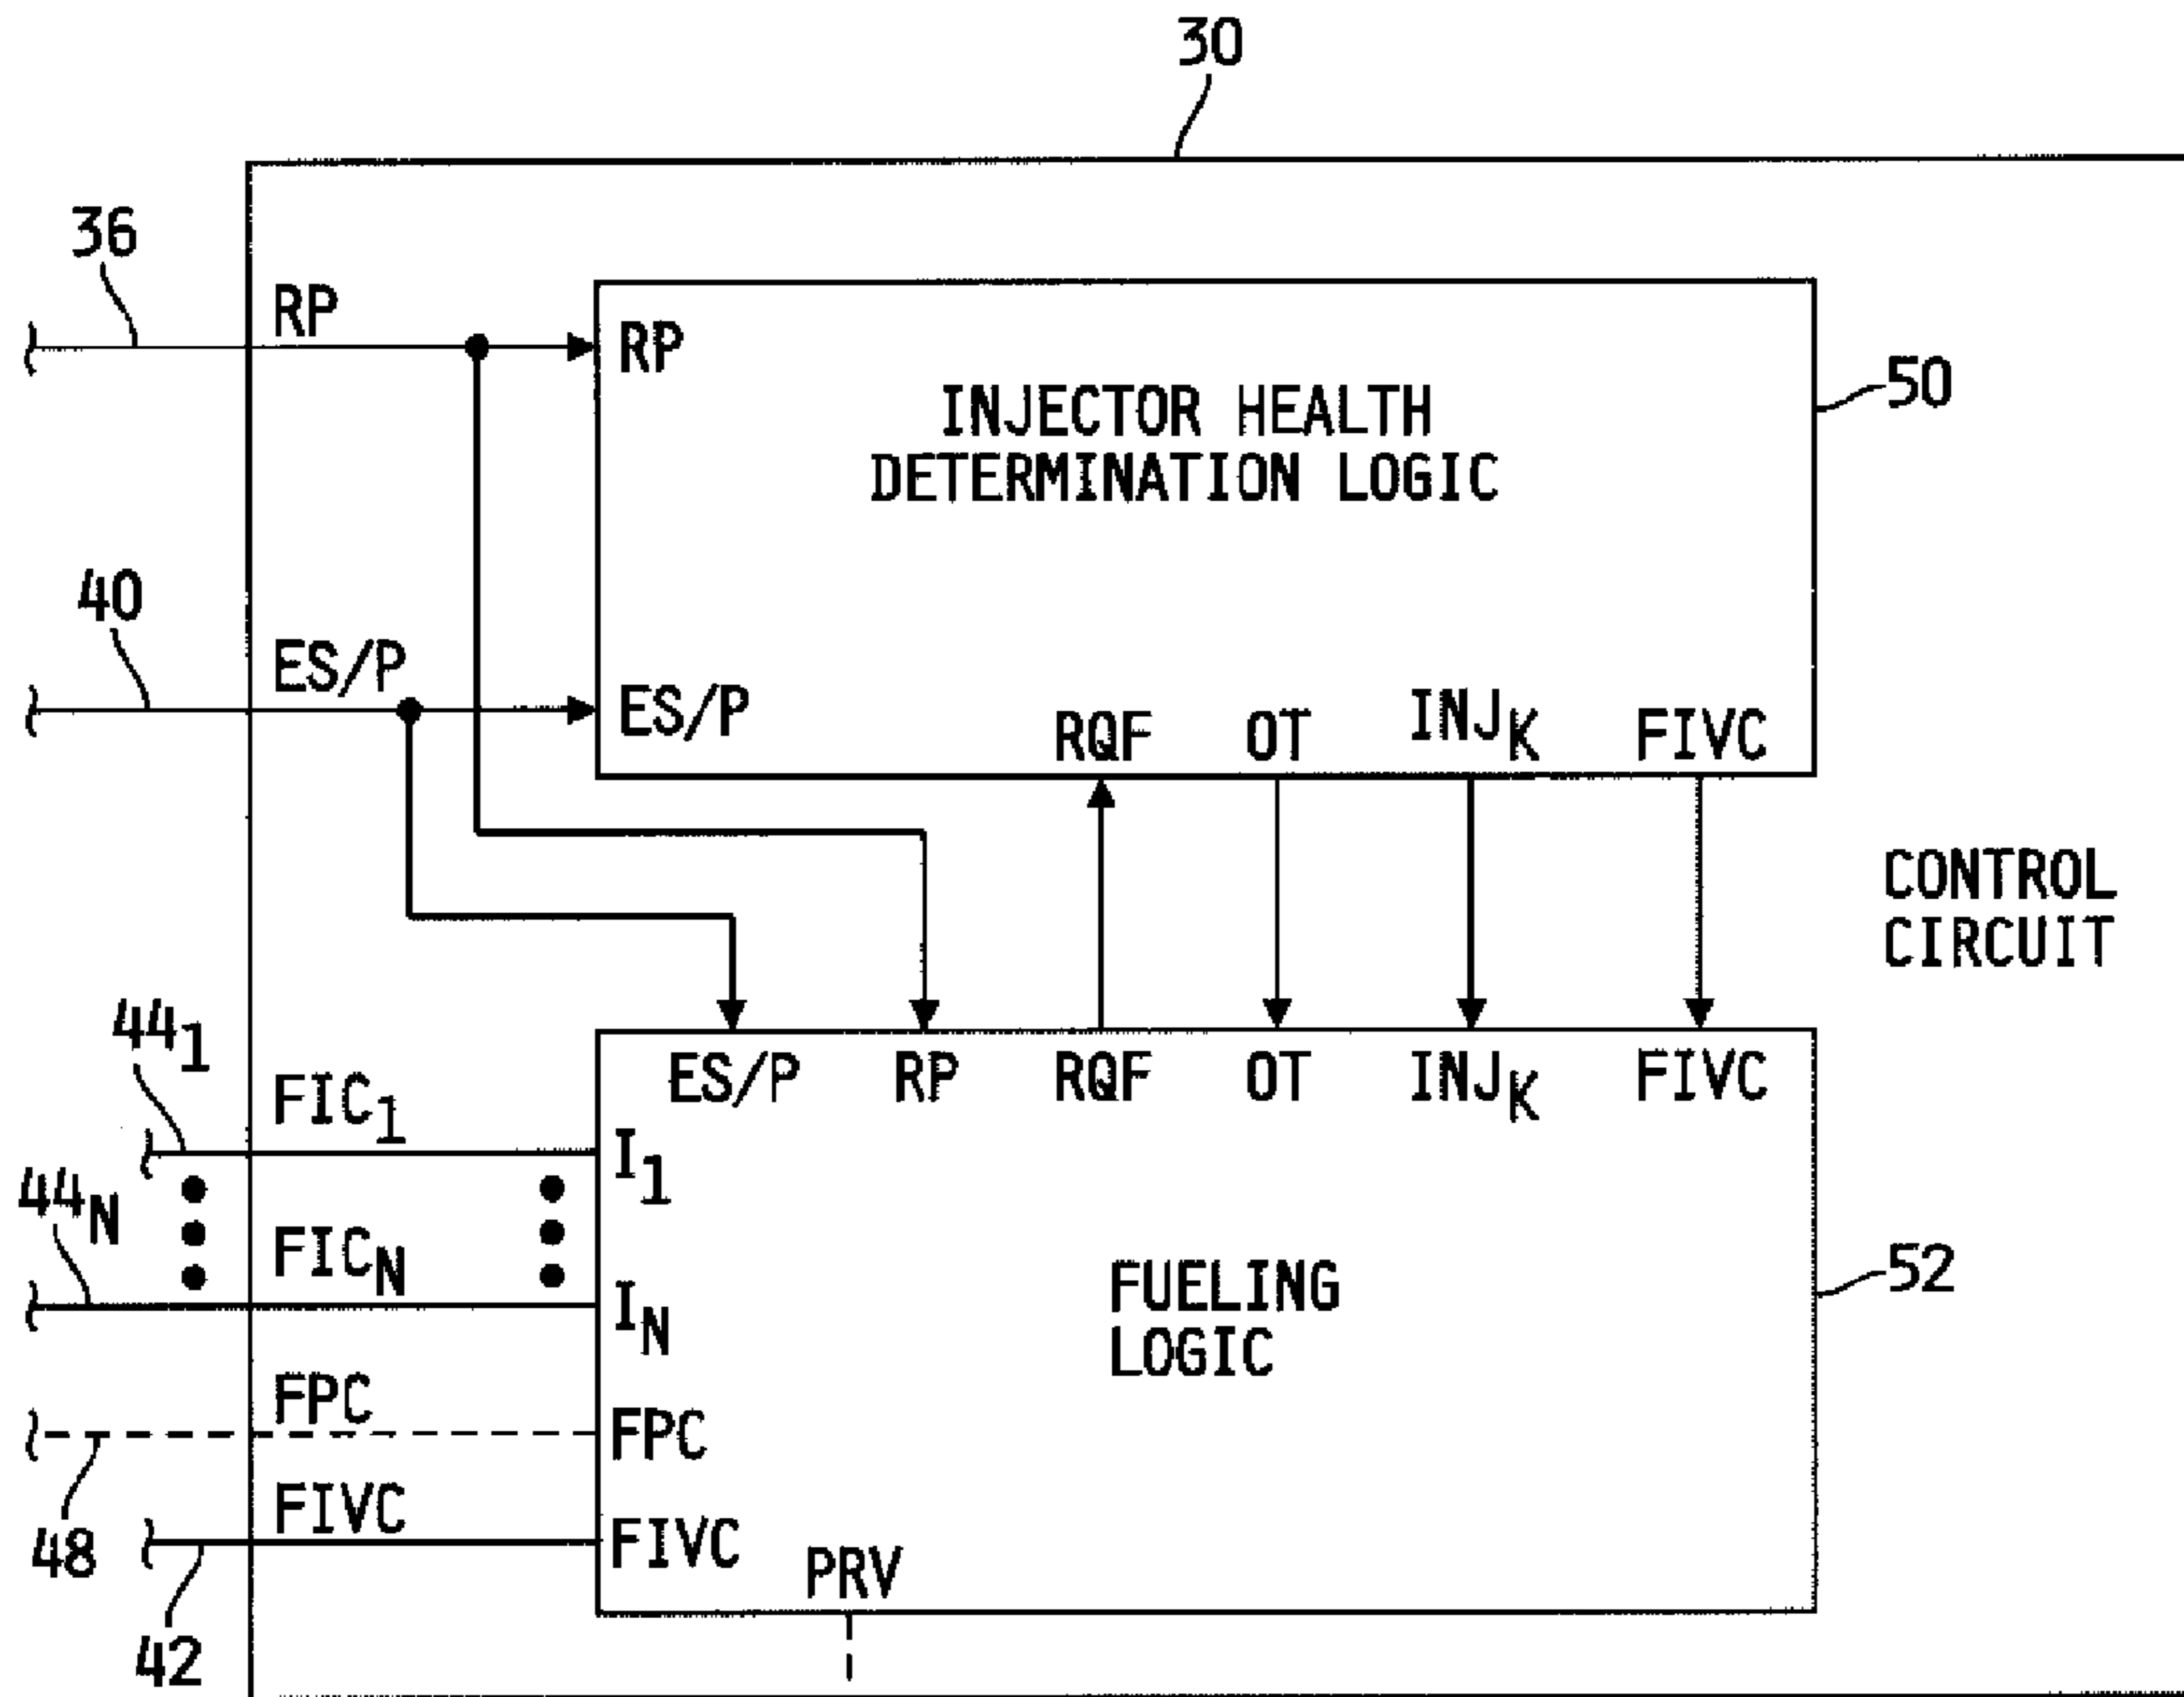 30
36
RP
RP
50
INJECTOR HEALTH
DETERMINATION LOGIC
40
ES/P
ES/P
RQF OT INJK FIVC
CONTROL
CIRCUIT
441
FIC1
ES/P RP RQF OT INJK FIVC
I1
44N
FICN
IN
FUELING
LOGIC
52
FPC
FPC
48
FIVC
FIVC
PRV
42